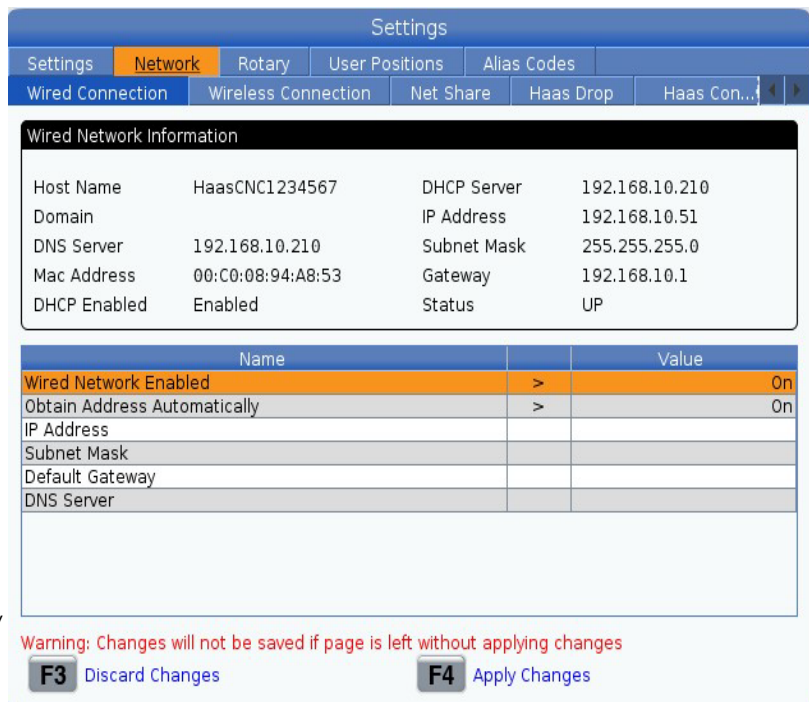 Settings
Settings Network Rotary User Positions Alias Codes
Wired Connection Wireless Connection Net Share Haas Drop Haas Con...
Wired Network Information
Host Name HaasCNC1234567 DHCP Server 192.168.10.210
Domain IP Address 192.168.10.51
DNS Server 192.168.10.210 Subnet Mask 255.255.255.0
Mac Address 00:C0:08:94:A8:53 Gateway 192.168.10.1
DHCP Enabled Enabled Status UP
Name Value
Wired Network Enabled > On
Obtain Address Automatically > On
IP Address
Subnet Mask
Default Gateway
DNS Server
Warning: Changes will not be saved if page is left without applying changes
F3 Discard Changes F4 Apply Changes